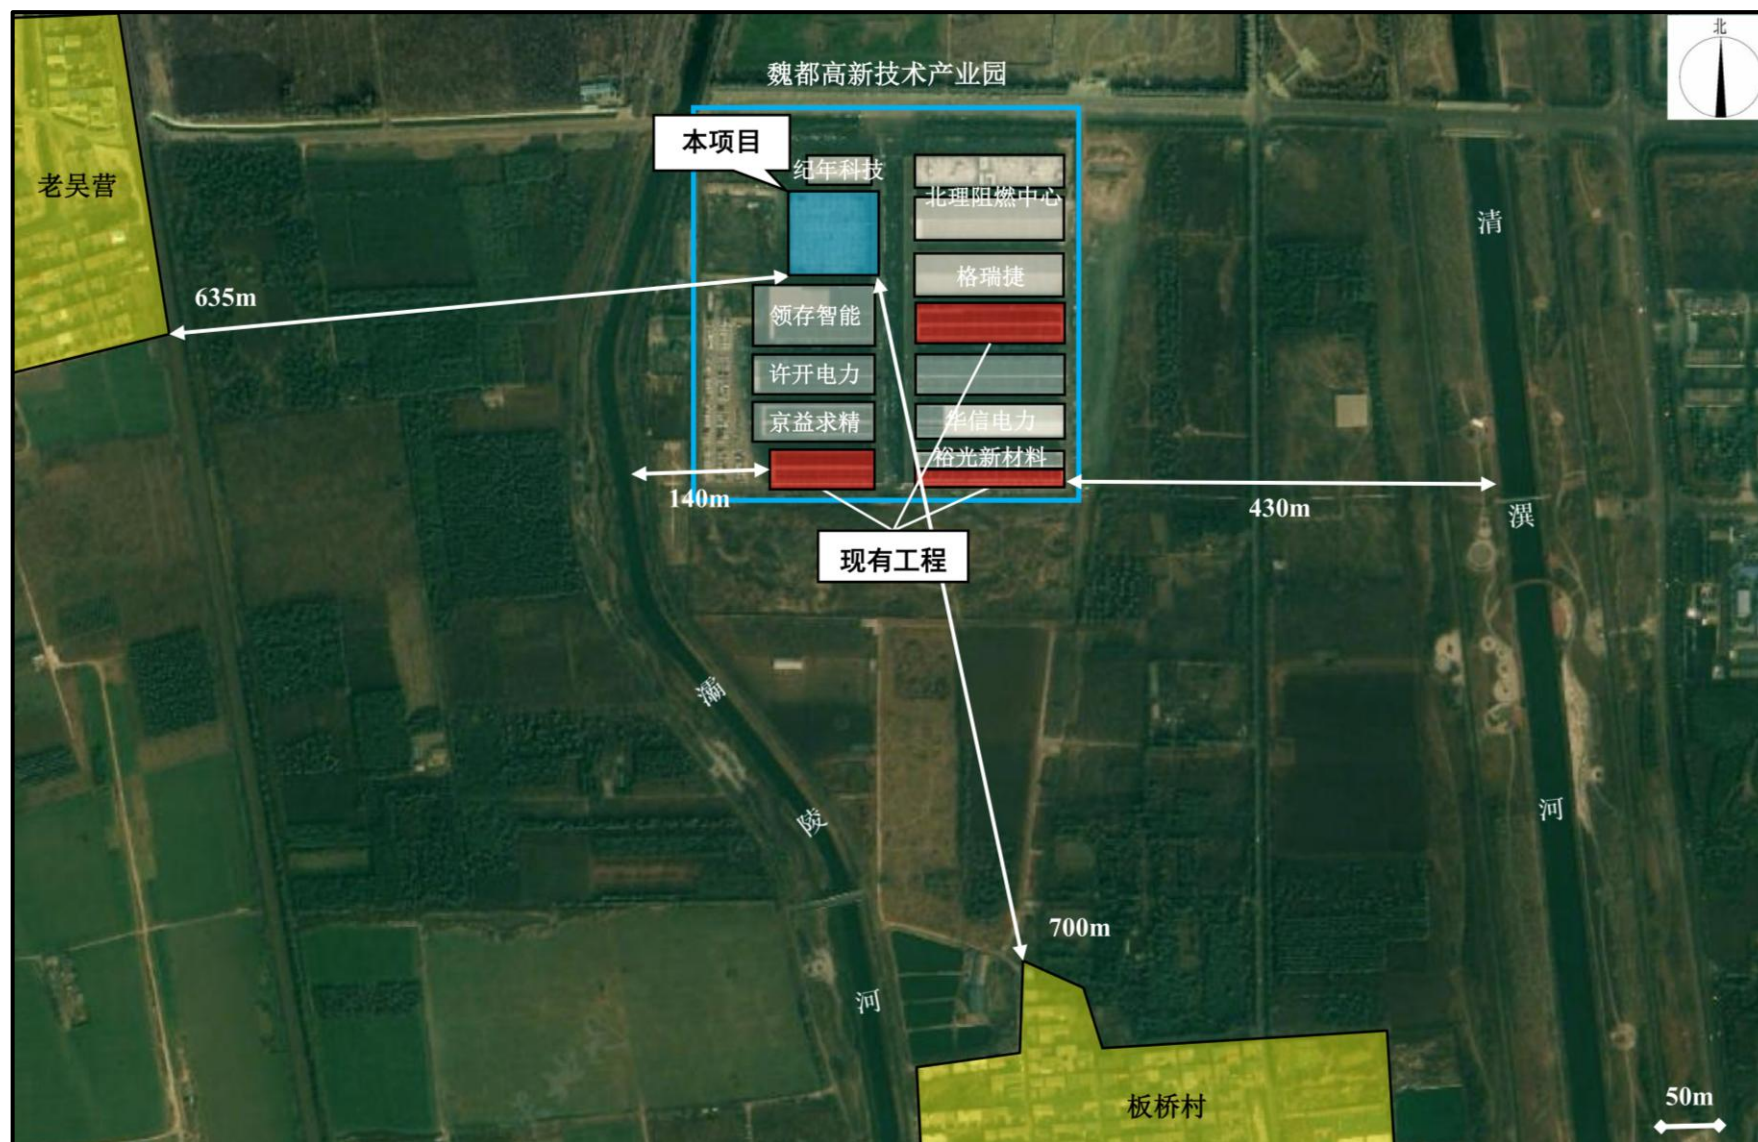 北
魏都高新技术产业园
本项目
纪年科技
老吴营
北理阻燃中心
清
格瑞捷
635m
领存智能
许开电力
京益求精
华信电力
裕光新材料
140m
430m
潩
现有工程
灞
河
陵
700m
河
板桥村
50m